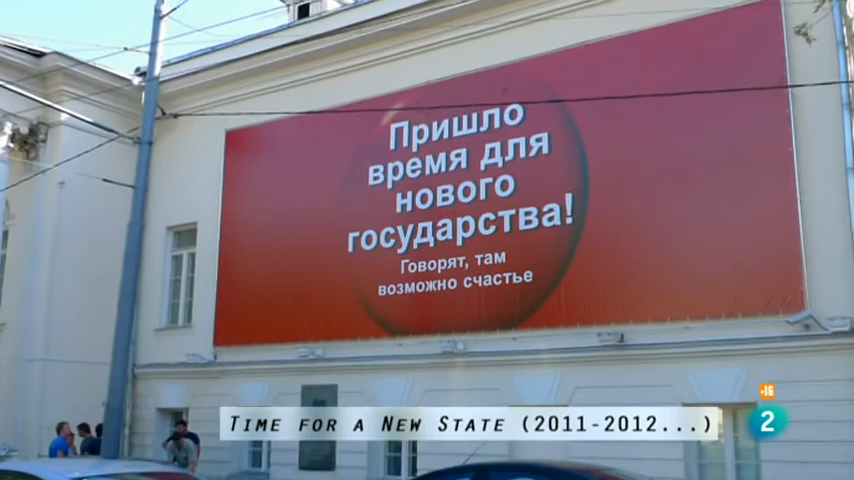 Пришло
время для
нового
государства!
Говорят, там
возможно счастье
TIME FOR A NEW STATE (2011-2012...)
+16
2